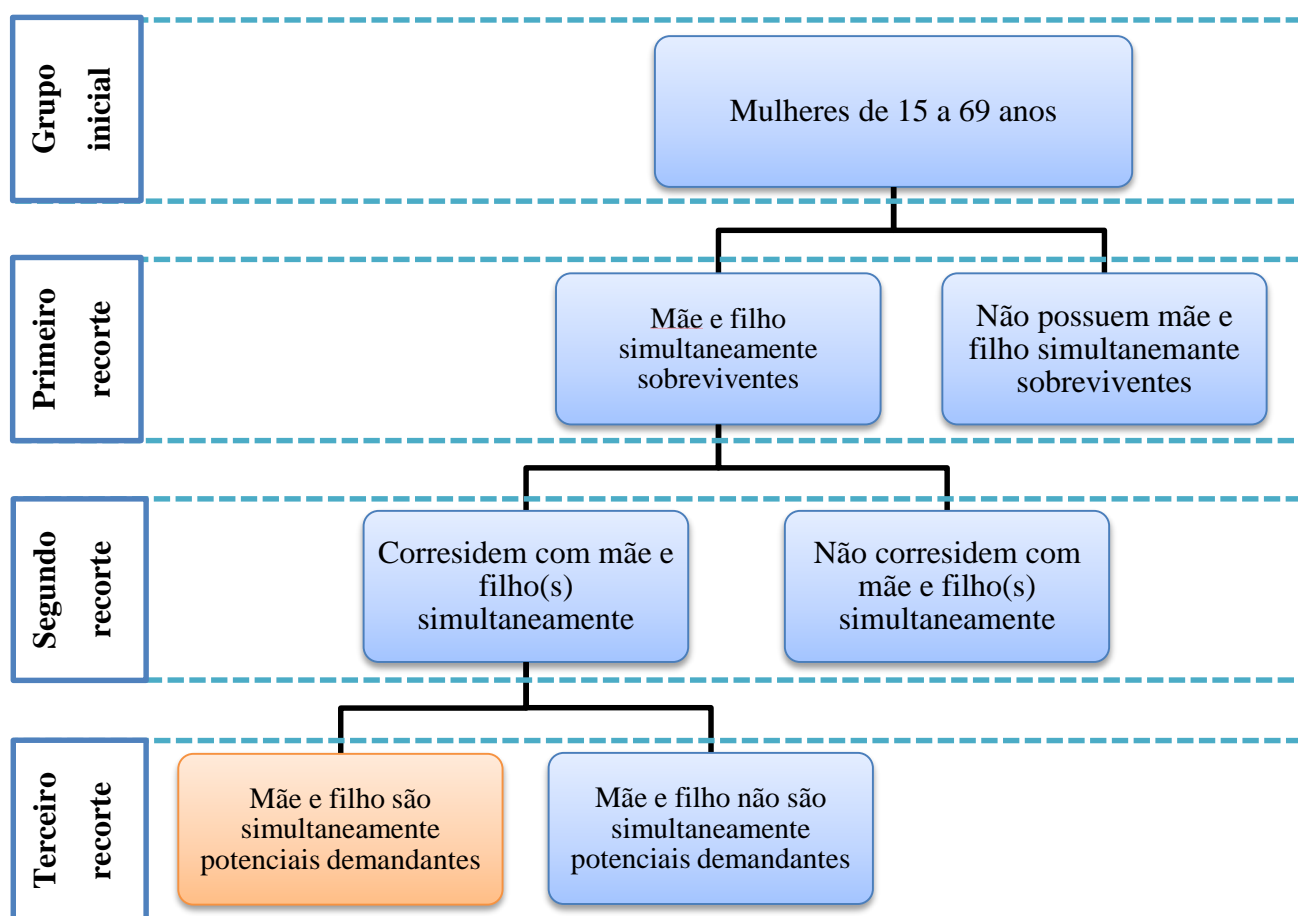 Grupo
inicial
Mulheres de 15 a 69 anos
Primeiro
recorte
Mãe e filho
simultaneamente
sobreviventes
Não possuem mãe e
filho simultanemante
sobreviventes
Segundo
recorte
Corresidem com mãe e
filho(s)
simultaneamente
Não corresidem com
mãe e filho(s)
simultaneamente
Terceiro
recorte
Mãe e filho são
simultaneamente
potenciais demandantes
Mãe e filho não são
simultaneamente
potenciais demandantes